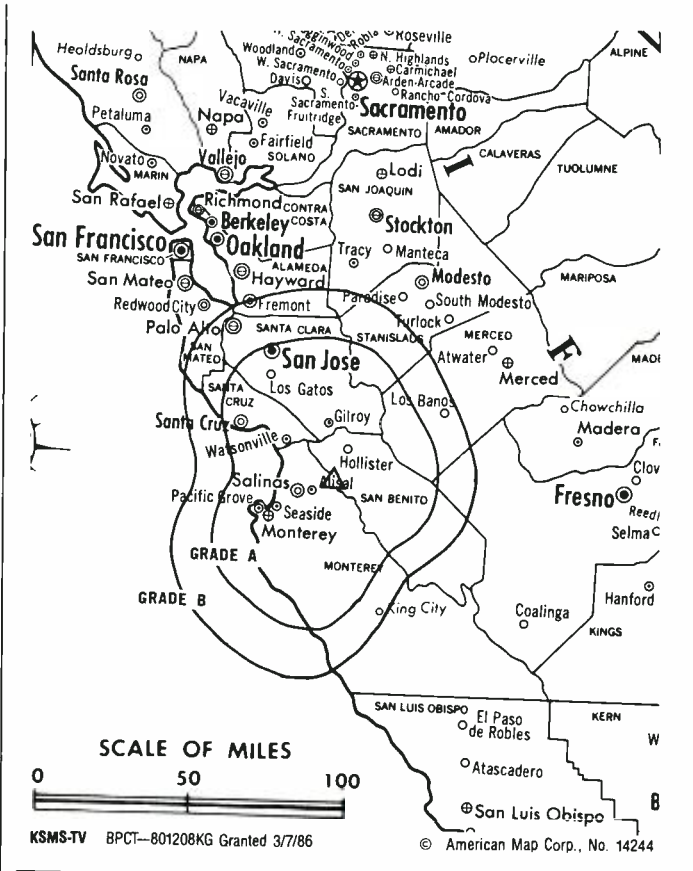 Roseville
Healdsburg
NAPA
Woodland
W. Sacramento
N. Highlands
Placerville
ALPINE
Santa Rosa
Davis
Carmichael
Arden-Arcade
Rancho-Cordova
Petaluma
Napa
Vacaville
S.
Sacramento-
Fruitridge
Sacramento
SACRAMENTO
AMADOR
Fairfield
SOLANO
Novato
MARIN
Vallejo
Lodi
CALAVERAS
I
TUOLUMNE
San Rafael
SAN JOAQUIN
Richmond
CONTRA
COSTA
Berkeley
Stockton
San Francisco
SAN FRANCISCO
Oakland
Tracy
Manteca
ALAMEDA
San Mateo
Hayward
Modesto
MARIPOSA
Redwood City
Fremont
Paradise
South Modesto
Palo Alto
SANTA CLARA
Turlock
STANISLAUS
MERCED
F
SAN
MATEO
San Jose
Atwater
Merced
MADE
SANTA
CRUZ
Los Gatos
Los Banos
Chowchilla
Santa Cruz
Gilroy
Madera
Watsonville
Hollister
Clov
Salinas
Alisal
SAN BENITO
Fresno
Pacific Grove
Seaside
Reedl
Monterey
Selma
GRADE A
MONTEREY
GRADE B
King City
Coalinga
Hanford
KINGS
SAN LUIS OBISPO
El Paso
de Robles
KERN
W
SCALE OF MILES
Atascadero
0 50 100
B
San Luis Obispo
KSMS-TV BPCT—801208KG Granted 3/7/86
© American Map Corp., No. 14244